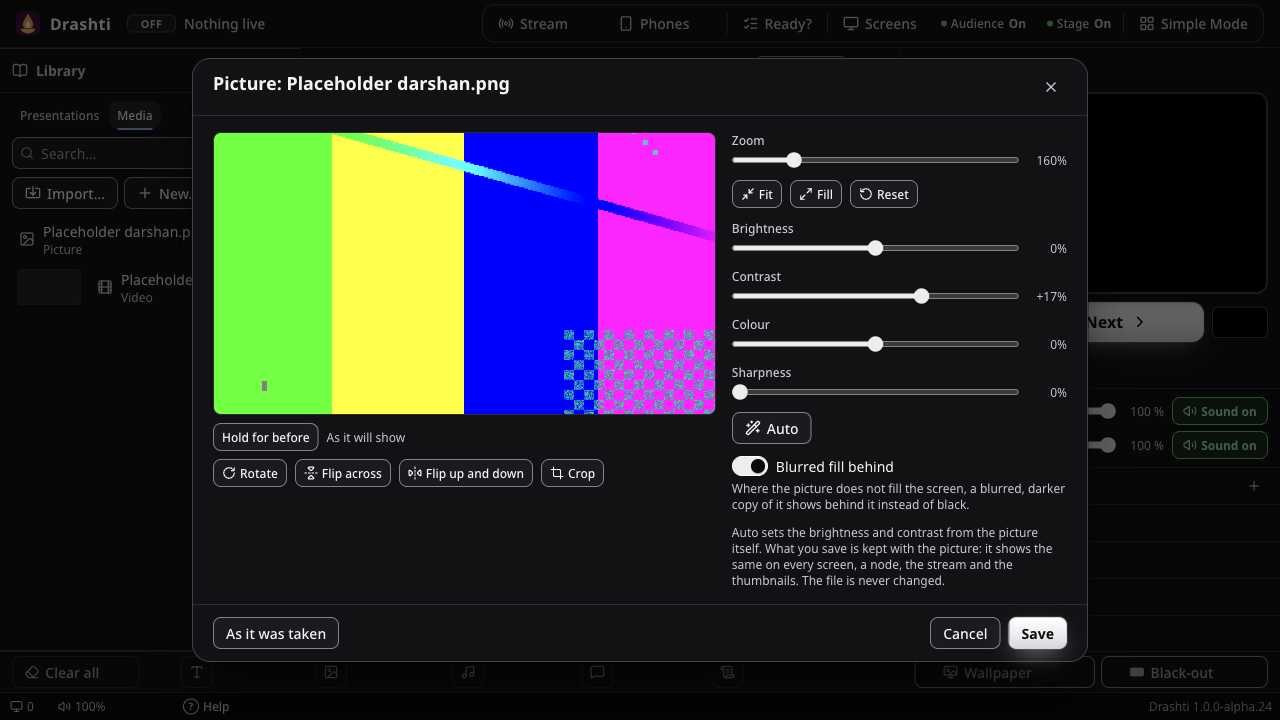 Drashti
OFF
Nothing live
Stream
Phones
Ready?
Screens
Audience On
Stage On
Simple Mode
Library
Presentations
Media
Search...
Import...
New.
Placeholder darshan.p
Picture
Placeholde
Video
Picture: Placeholder darshan.png
Zoom
160%
Fit
Fill
Reset
Brightness
0%
Contrast
+17%
Colour
0%
Sharpness
0%
Auto
Blurred fill behind
Where the picture does not fill the screen, a blurred, darker
copy of it shows behind it instead of black.
Auto sets the brightness and contrast from the picture
itself. What you save is kept with the picture: it shows the
same on every screen, a node, the stream and the
thumbnails. The file is never changed.
Hold for before
As it will show
Rotate
Flip across
Flip up and down
Crop
As it was taken
Cancel
Save
Next
100 %
Sound on
100 %
Sound on
Clear all
Wallpaper
Black-out
0
100%
Help
Drashti 1.0.0-alpha.24